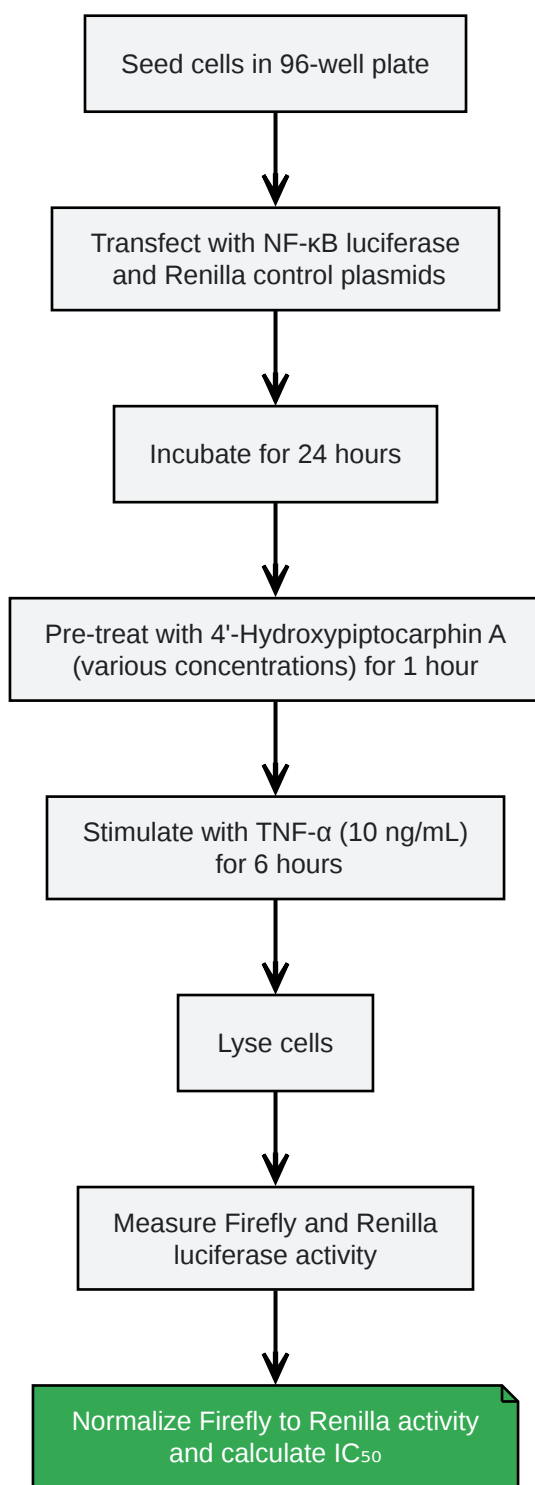 Seed cells in 96-well plate
Transfect with NF-κB luciferase
and Renilla control plasmids
Incubate for 24 hours
Pre-treat with 4'-Hydroxypiptocarphin A
(various concentrations) for 1 hour
Stimulate with TNF-α (10 ng/mL)
for 6 hours
Lyse cells
Measure Firefly and Renilla
luciferase activity
Normalize Firefly to Renilla activity
and calculate IC₅₀